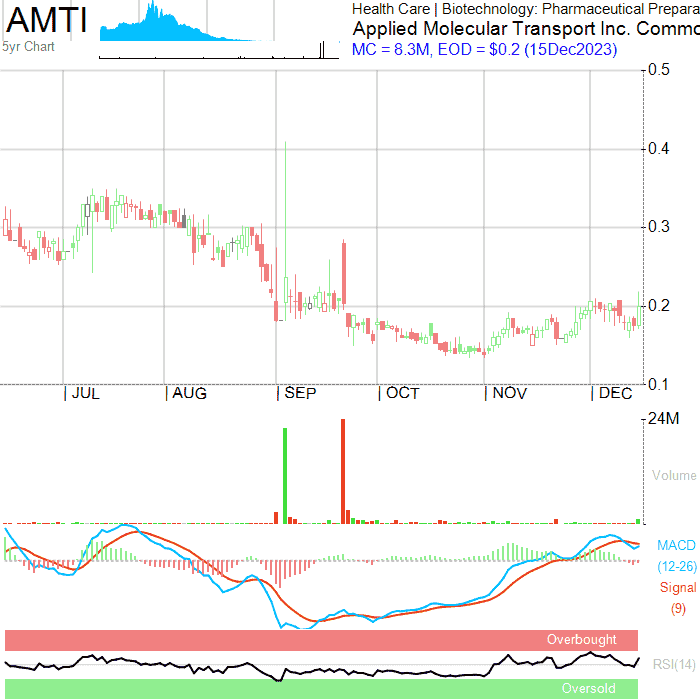 AMTI
5yr Chart
Health Care | Biotechnology: Pharmaceutical Prepara
Applied Molecular Transport Inc. Commo
MC = 8.3M, EOD = $0.2 (15Dec2023)
0.5
0.4
0.3
0.2
0.1
JUL
AUG
SEP
OCT
NOV
DEC
24M
Volume
MACD
(12-26)
Signal
(9)
Overbought
RSI(14)
Oversold